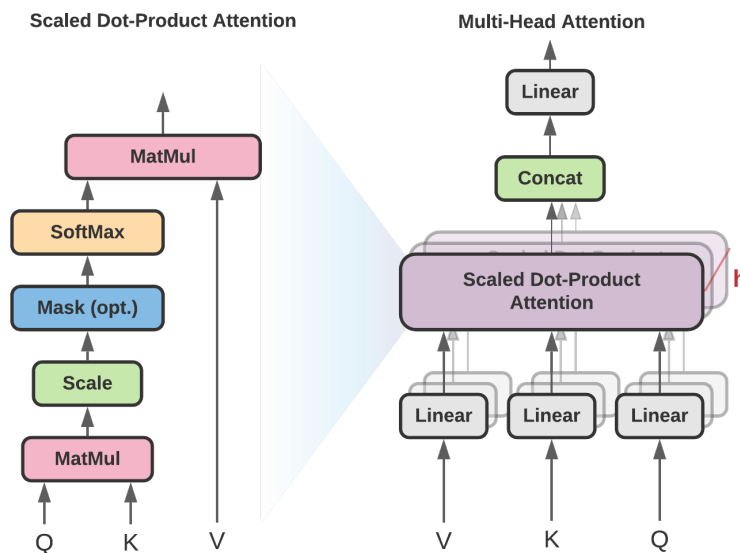 Scaled Dot-Product Attention
MatMul
SoftMax
Mask (opt.)
Scale
MatMul
Q
K
V
Multi-Head Attention
Linear
Concat
Scaled Dot-Product
Attention
h
Linear
Linear
Linear
V
K
Q